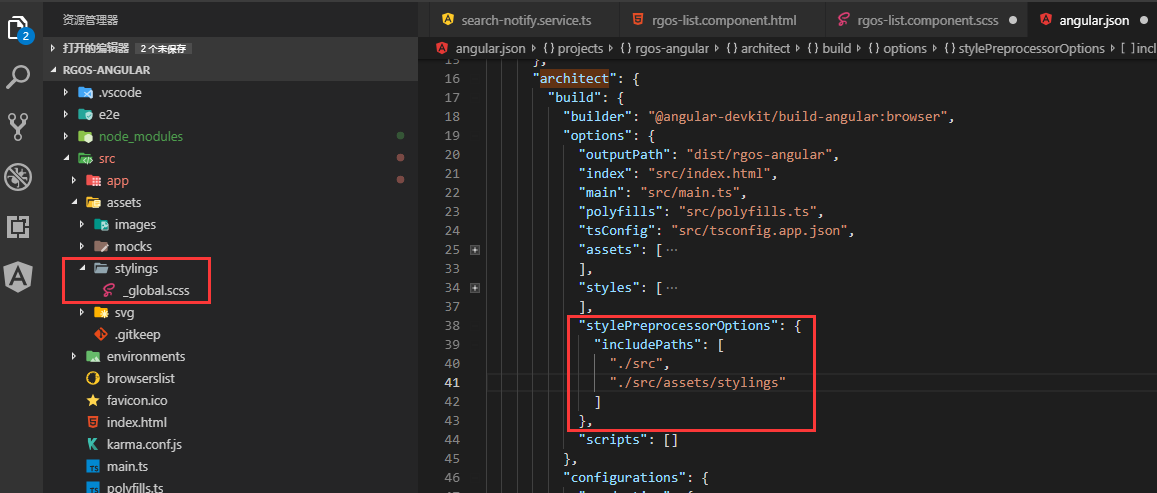 资源管理器
打开的编辑器 2 个未保存
RGOS-ANGULAR
.vscode
e2e
node_modules
src
app
assets
images
mocks
stylings
_global.scss
svg
.gitkeep
environments
browserslist
favicon.ico
index.html
karma.conf.js
main.ts
polyfills.ts
2
search-notify.service.ts
rgos-list.component.html
rgos-list.component.scss
angular.json
angular.json › {} projects › {} rgos-angular › {} architect › {} build › {} options › {} stylePreprocessorOptions › [ ] incl
15 },
16 "architect": {
17 "build": {
18 "builder": "@angular-devkit/build-angular:browser",
19 "options": {
20 "outputPath": "dist/rgos-angular",
21 "index": "src/index.html",
22 "main": "src/main.ts",
23 "polyfills": "src/polyfills.ts",
24 "tsConfig": "src/tsconfig.app.json",
25 "assets": [ ⋯
33 ],
34 "styles": [ ⋯
37 ],
38 "stylePreprocessorOptions": {
39 "includePaths": [
40 "./src",
41 "./src/assets/stylings"
42 ]
43 },
44 "scripts": []
45 },
46 "configurations": {